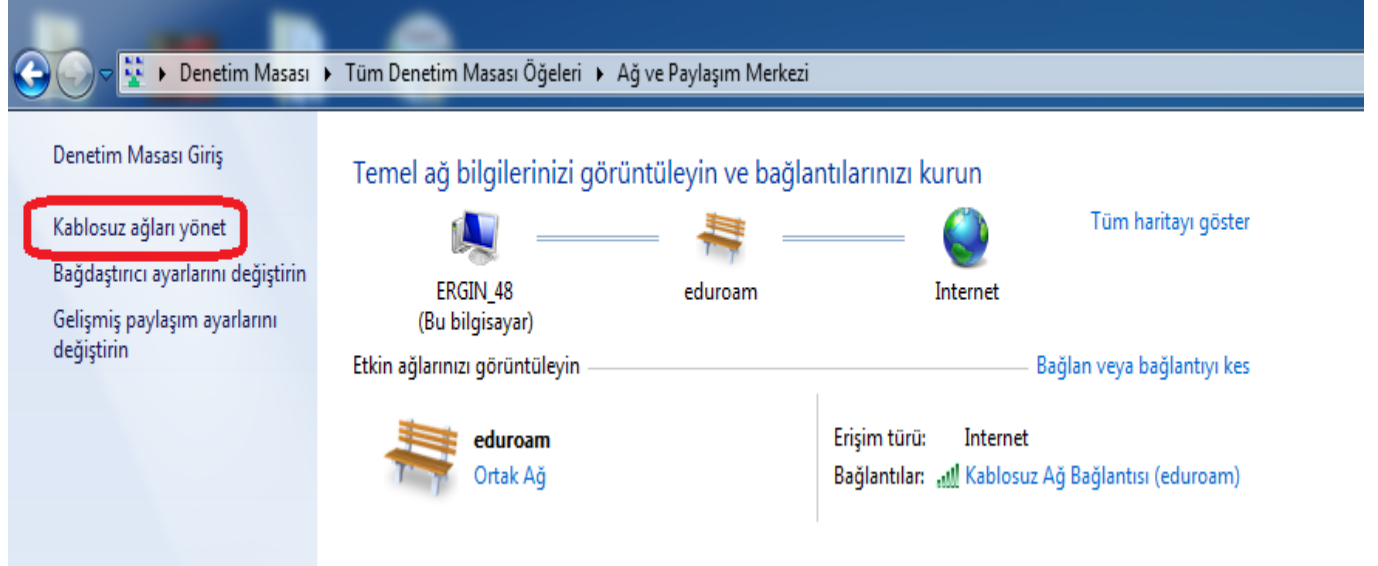 Denetim Masası ▸ Tüm Denetim Masası Öğeleri ▸ Ağ ve Paylaşım Merkezi
Denetim Masası Giriş
Kablosuz ağları yönet
Bağdaştırıcı ayarlarını değiştirin
Gelişmiş paylaşım ayarlarını
değiştirin
Temel ağ bilgilerinizi görüntüleyin ve bağlantılarınızı kurun
Tüm haritayı göster
ERGIN_48 eduroam Internet
(Bu bilgisayar)
Etkin ağlarınızı görüntüleyin Bağlan veya bağlantıyı kes
eduroam
Ortak Ağ
Erişim türü: Internet
Bağlantılar: Kablosuz Ağ Bağlantısı (eduroam)